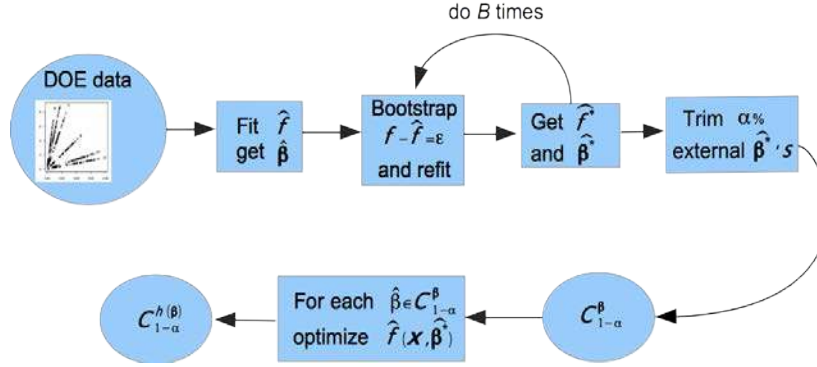 do B times
DOE data
Fit f̂
get β̂
Bootstrap
f − f̂ = ε
and refit
Get f̂*
and β̂*
Trim α%
external β̂*'s
C^β_{1-α}
For each β̂ ∈ C^β_{1-α}
optimize f̂(x, β̂*)
C^{h(β)}_{1-α}